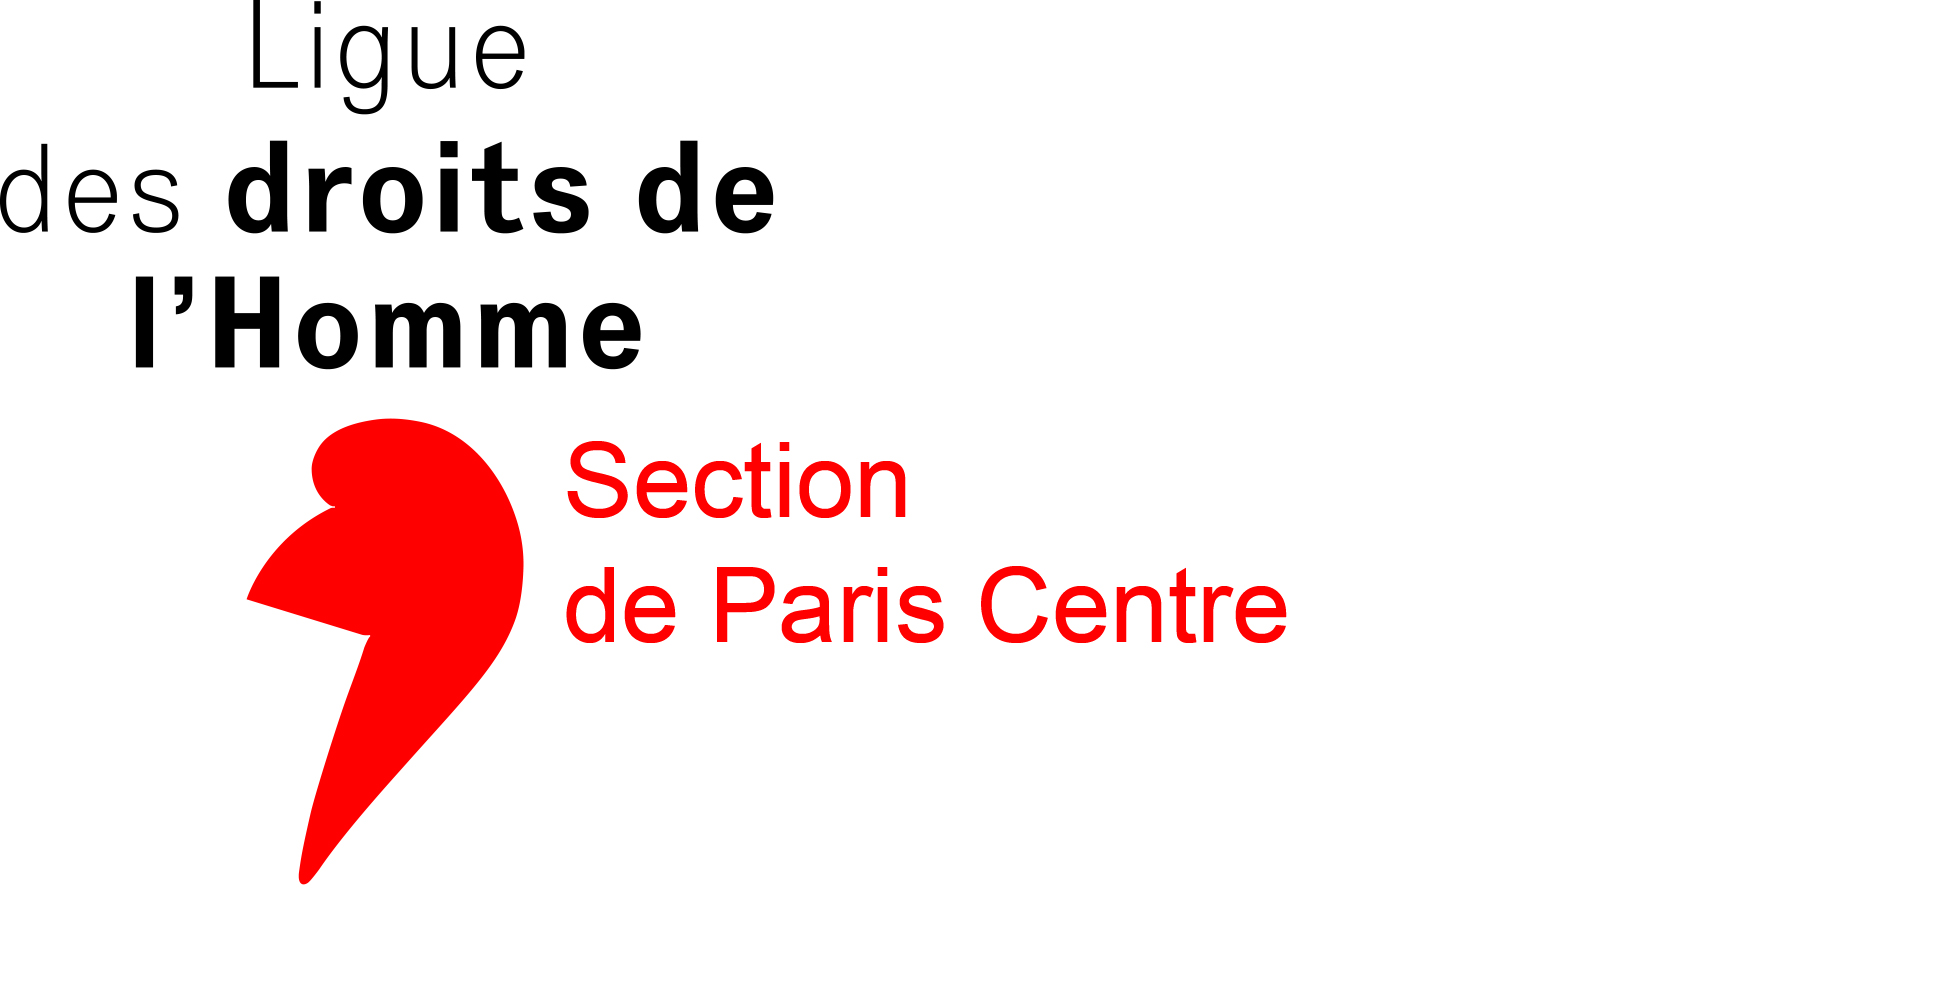 Ligue
des droits de
l’Homme
Section
de Paris Centre